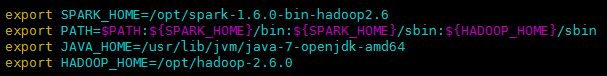 export SPARK_HOME=/opt/spark-1.6.0-bin-hadoop2.6
export PATH=$PATH:${SPARK_HOME}/bin:${SPARK_HOME}/sbin:${HADOOP_HOME}/sbin
export JAVA_HOME=/usr/lib/jvm/java-7-openjdk-amd64
export HADOOP_HOME=/opt/hadoop-2.6.0